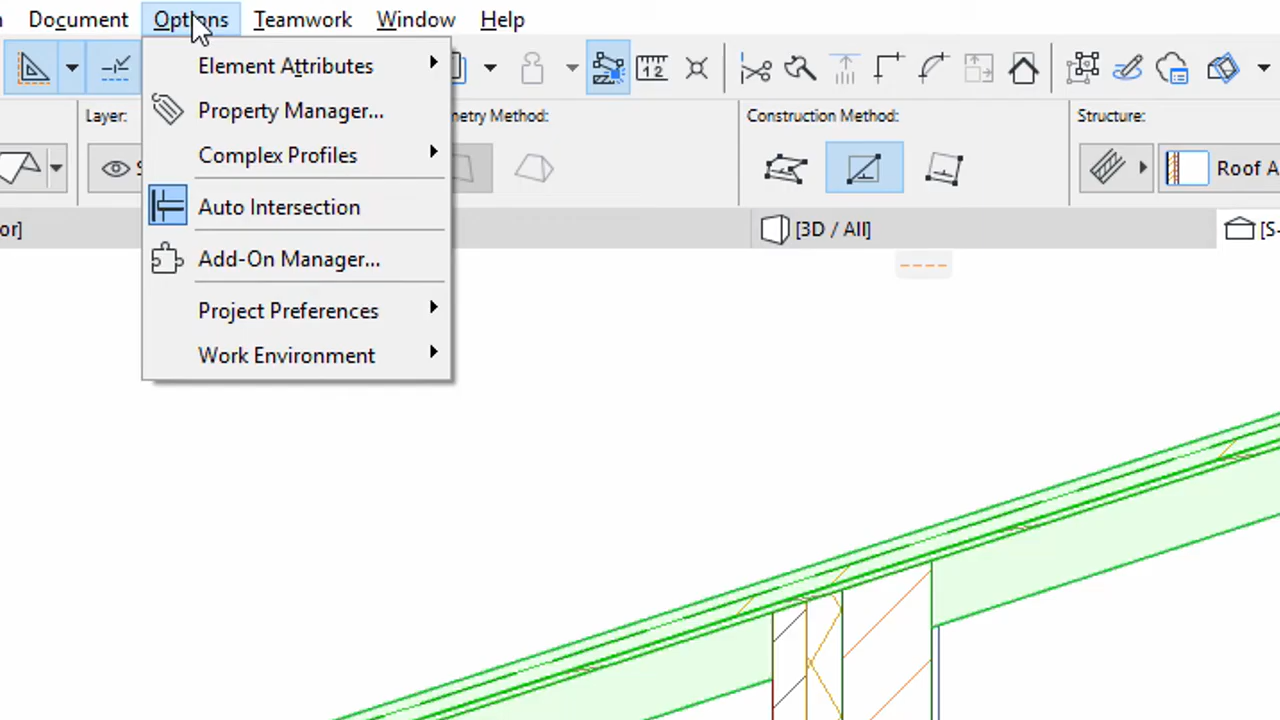 Document Options Teamwork Window Help
Element Attributes
12
Layer:
Property Manager...
metry Method:
Construction Method:
Structure:
Complex Profiles
Roof A
Auto Intersection
or]
[3D / All]
[S-
Add-On Manager...
Project Preferences
Work Environment